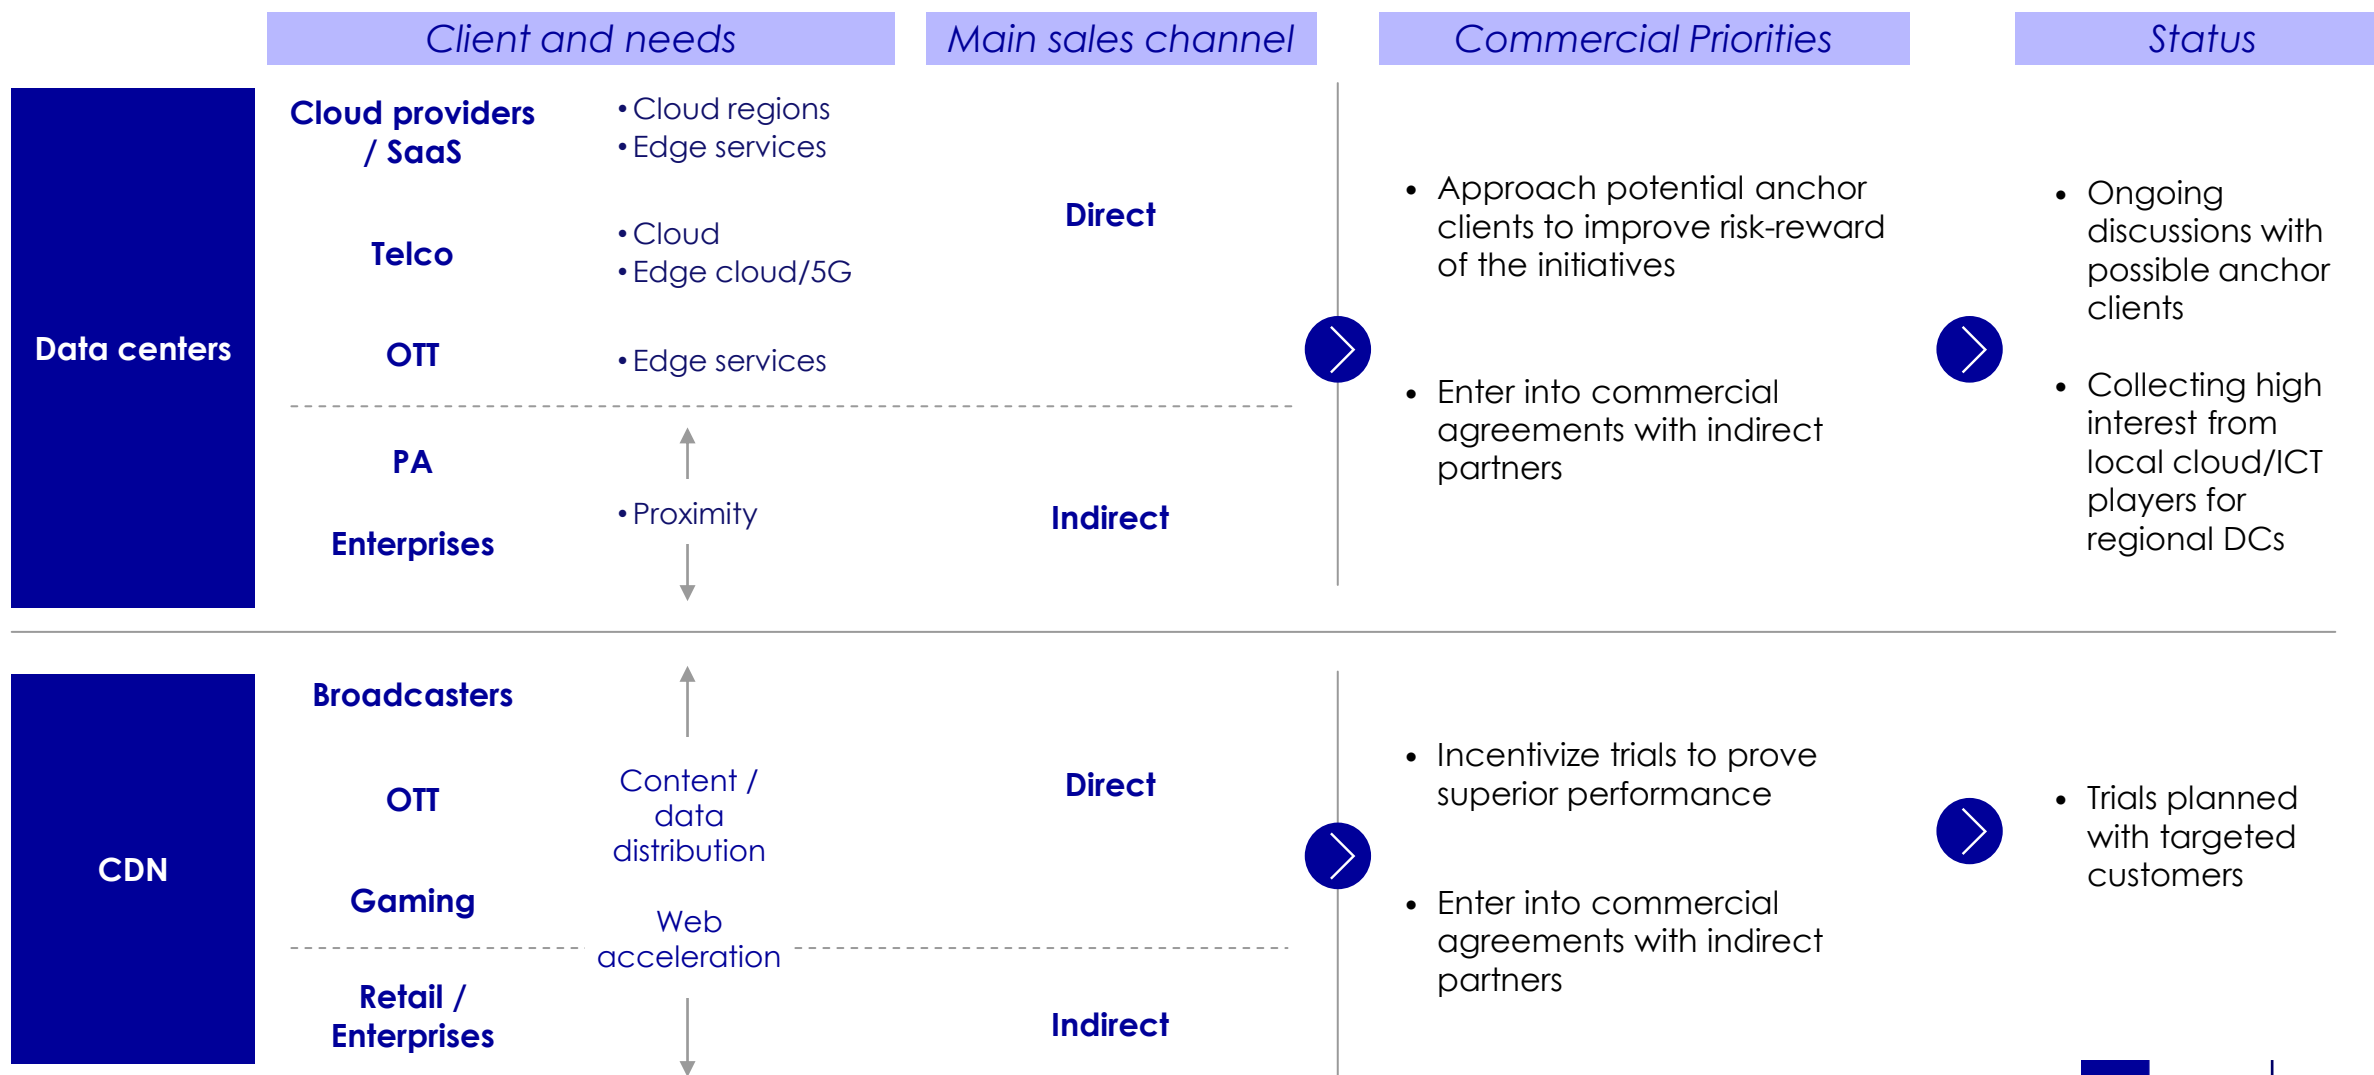 Client and needs
Main sales channel
Commercial Priorities
Status
Data centers
Cloud providers
/ SaaS
• Cloud regions
• Edge services
Telco
• Cloud
• Edge cloud/5G
OTT
• Edge services
Direct
PA
Enterprises
• Proximity
Indirect
• Approach potential anchor
clients to improve risk-reward
of the initiatives
• Enter into commercial
agreements with indirect
partners
• Ongoing
discussions with
possible anchor
clients
• Collecting high
interest from
local cloud/ICT
players for
regional DCs
CDN
Broadcasters
OTT
Gaming
Retail /
Enterprises
Content /
data
distribution
Web
acceleration
Direct
Indirect
• Incentivize trials to prove
superior performance
• Enter into commercial
agreements with indirect
partners
• Trials planned
with targeted
customers